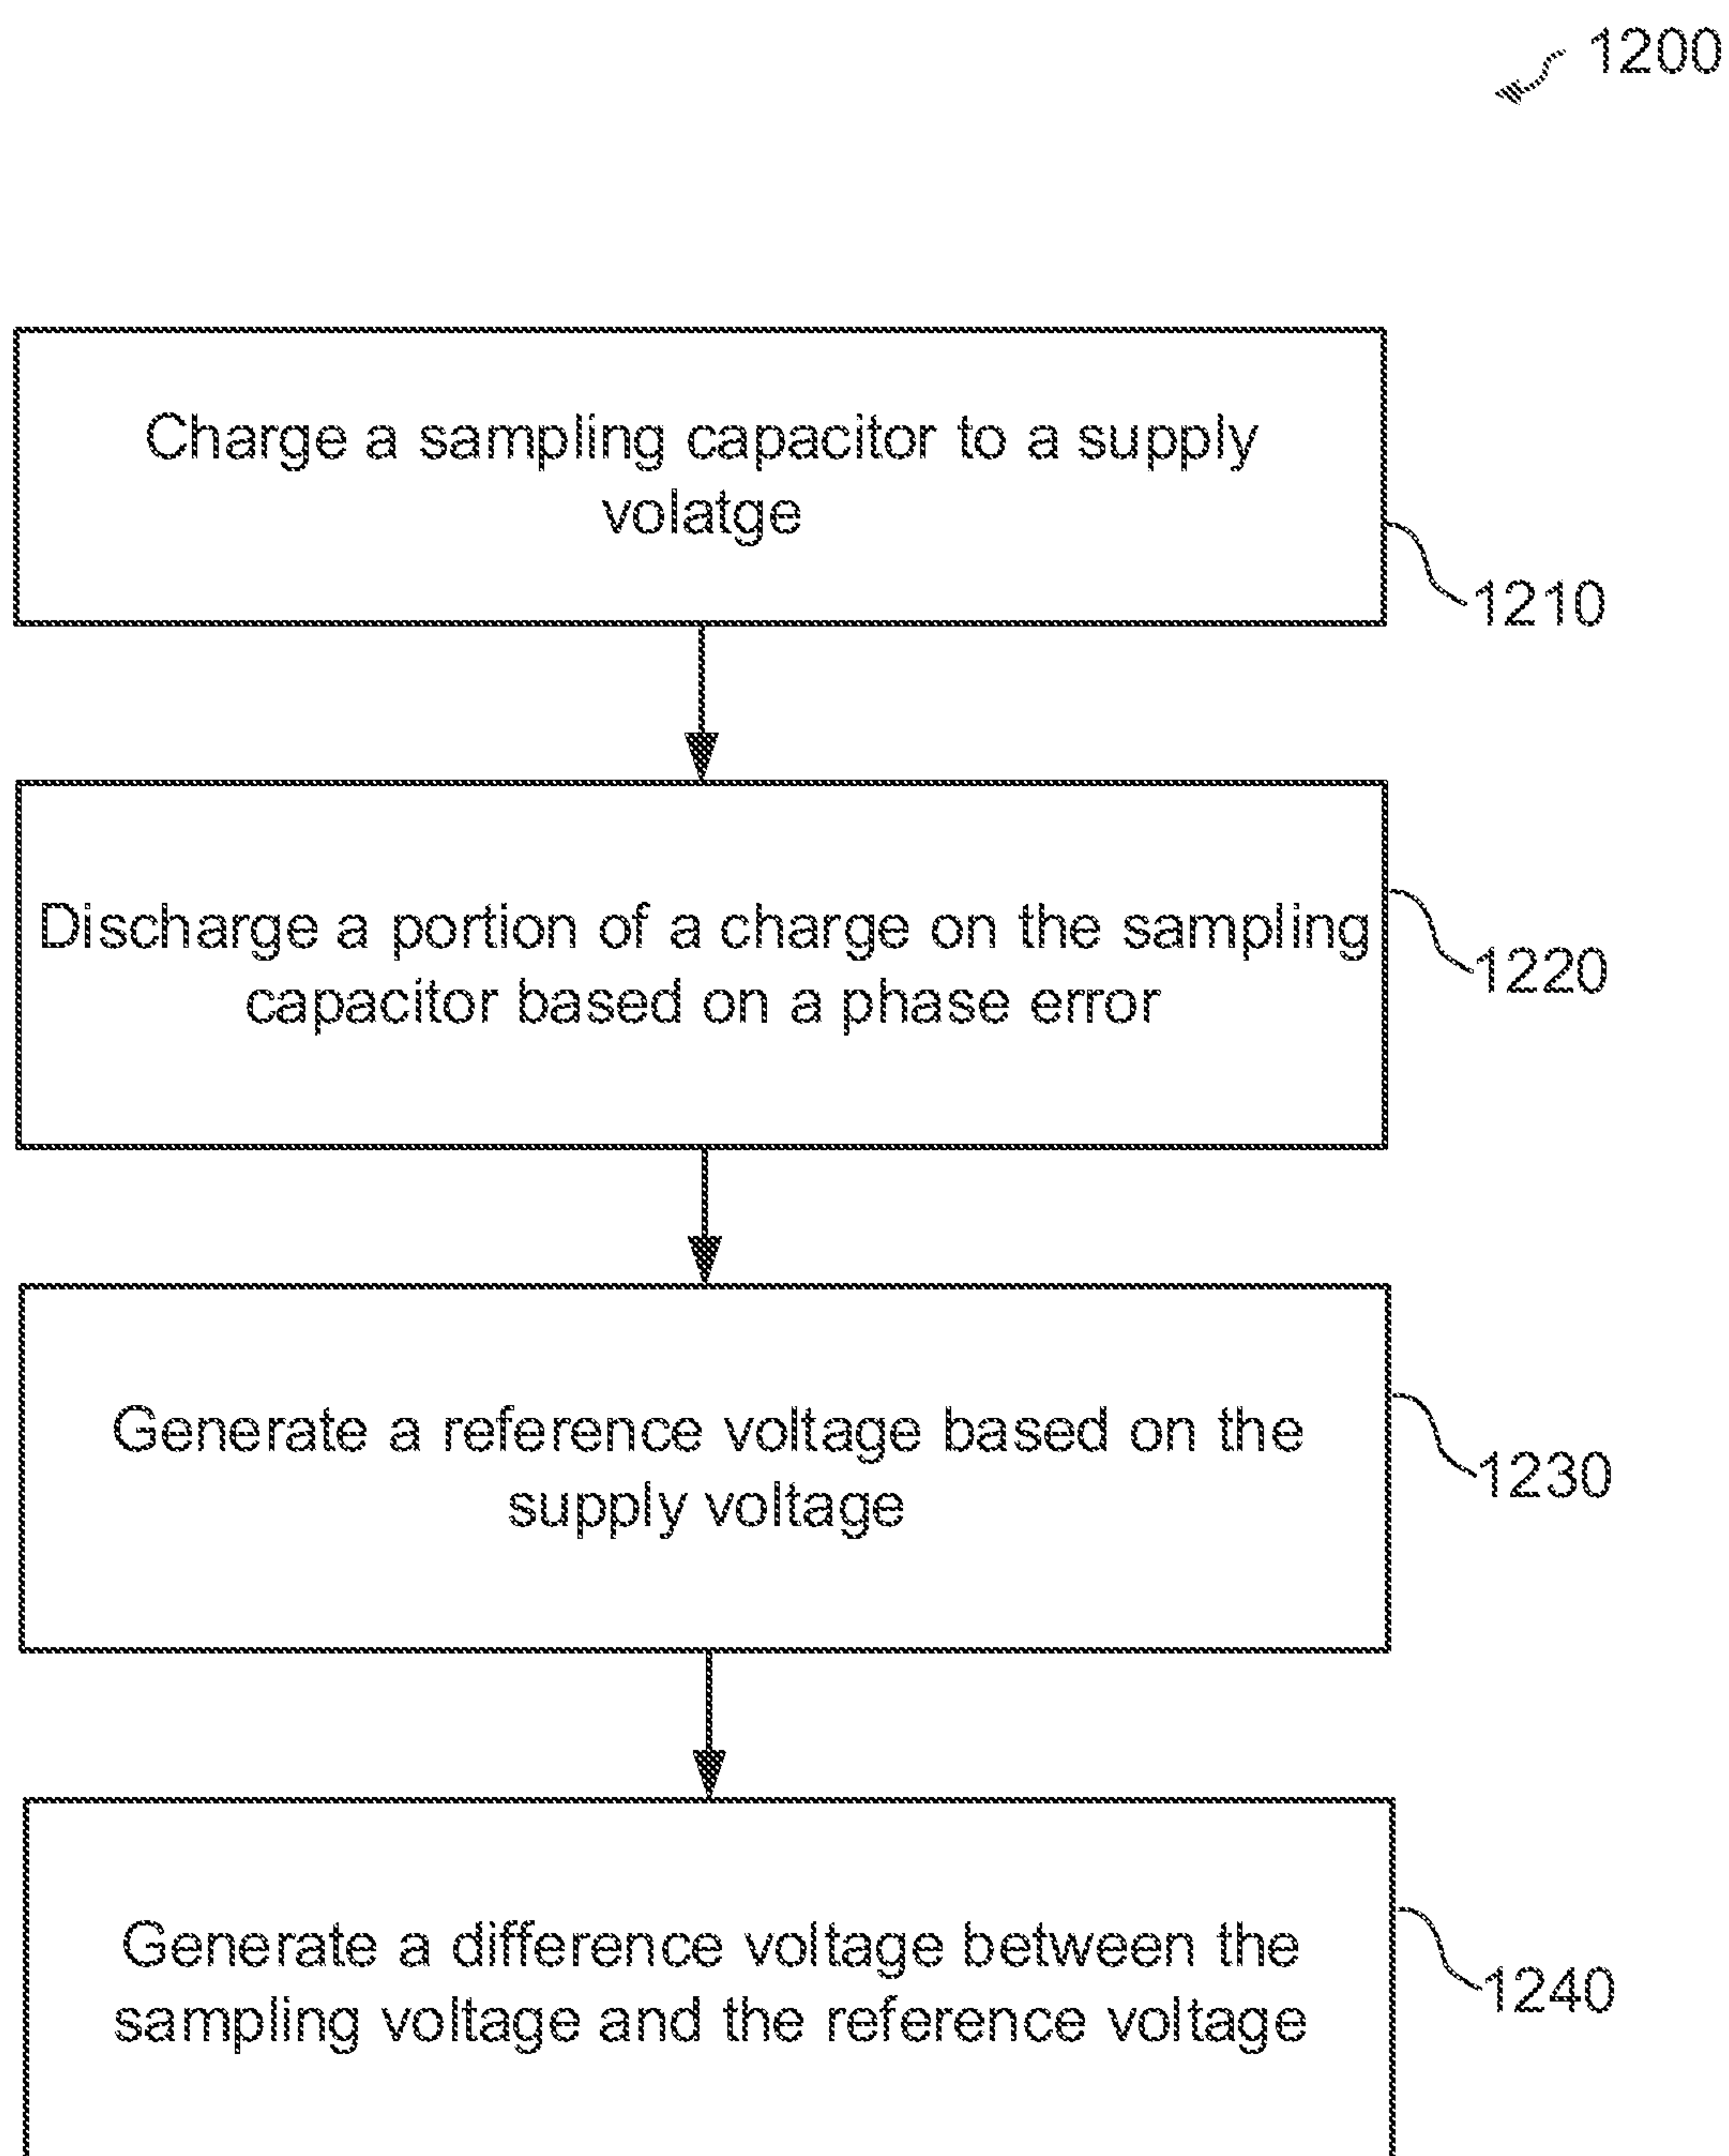 1200
Charge a sampling capacitor to a supply
volatge
1210
Discharge a portion of a charge on the sampling
capacitor based on a phase error
1220
Generate a reference voltage based on the
supply voltage
1230
Generate a difference voltage between the
sampling voltage and the reference voltage
1240